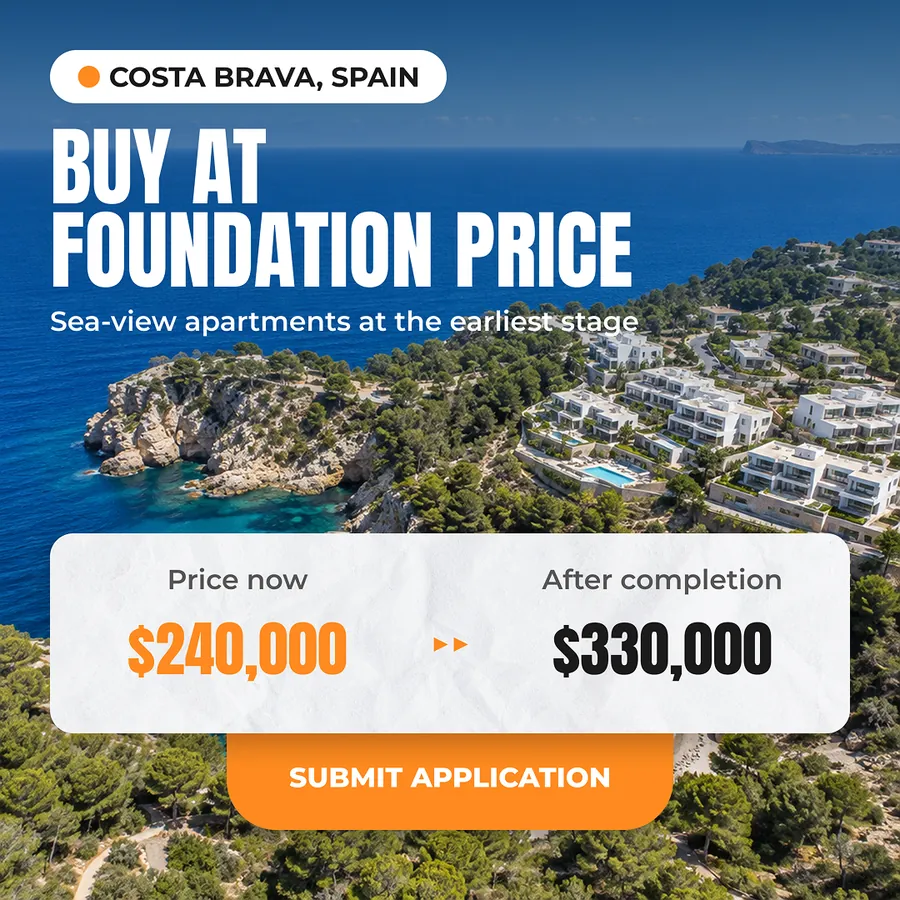 COSTA BRAVA, SPAIN
BUY AT
FOUNDATION PRICE
Sea-view apartments at the earliest stage
Price now
After completion
$240,000
$330,000
SUBMIT APPLICATION